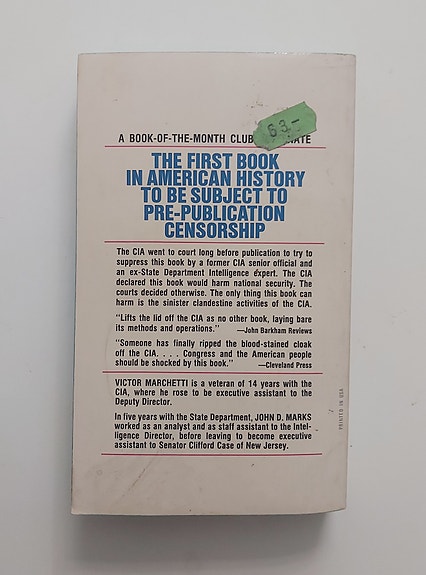 A BOOK-OF-THE-MONTH CLUB
63-
THE FIRST BOOK
IN AMERICAN HISTORY
TO BE SUBJECT TO
PRE-PUBLICATION
CENSORSHIP
The CIA went to court long before publication to try to
suppress this book by a former CIA senior official and
an ex-State Department Intelligence expert. The CIA
declared this book would harm national security. The
courts decided otherwise. The only thing this book can
harm is the sinister clandestine activities of the CIA.
"Lifts the lid off the CIA as no other book, laying bare
its methods and operations." —John Barkham Reviews
"Someone has finally ripped the blood-stained cloak
off the CIA. . . . Congress and the American people
should be shocked by this book." —Cleveland Press
VICTOR MARCHETTI is a veteran of 14 years with the
CIA, where he rose to be executive assistant to the
Deputy Director.
In five years with the State Department, JOHN D. MARKS
worked as an analyst and as staff assistant to the Intel-
ligence Director, before leaving to become executive
assistant to Senator Clifford Case of New Jersey.
PRINTED IN USA